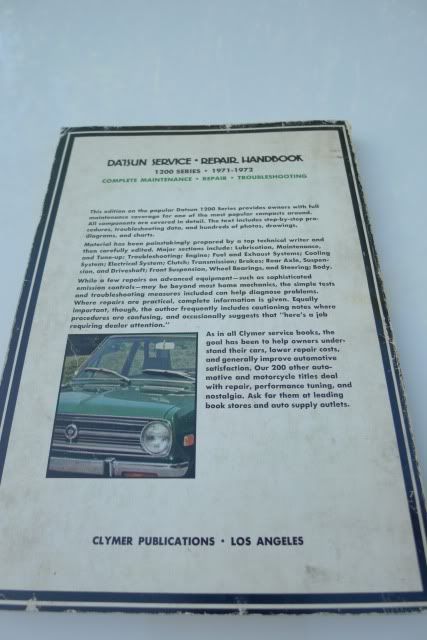 DATSUN SERVICE • REPAIR HANDBOOK
1200 SERIES • 1971-1972
COMPLETE MAINTENANCE • REPAIR • TROUBLESHOOTING
This edition on the popular Datsun 1200 Series provides owners with full
maintenance coverage for one of the most popular compacts around.
All components are covered in detail. The text includes step-by-step pro-
cedures, troubleshooting data, and hundreds of photos, drawings,
diagrams, and charts.
Material has been painstakingly prepared by a top technical writer and
then carefully edited. Major sections include: Lubrication, Maintenance,
and Tune-up; Troubleshooting; Engine; Fuel and Exhaust Systems; Cooling
System; Electrical System; Clutch; Transmission; Brakes; Rear Axle, Suspen-
sion, and Driveshaft; Front Suspension, Wheel Bearings, and Steering; Body.
While a few repairs on advanced equipment—such as sophisticated
emission controls—may be beyond most home mechanics, the simple tests
and troubleshooting measures included can help diagnose problems.
Where repairs are practical, complete information is given. Equally
important, though, the author frequently includes cautioning notes where
procedures are confusing, and occasionally suggests that "here's a job
requiring dealer attention."
As in all Clymer service books, the
goal has been to help owners under-
stand their cars, lower repair costs,
and generally improve automotive
satisfaction. Our 200 other auto-
motive and motorcycle titles deal
with repair, performance tuning, and
nostalgia. Ask for them at leading
book stores and auto supply outlets.
CLYMER PUBLICATIONS • LOS ANGELES